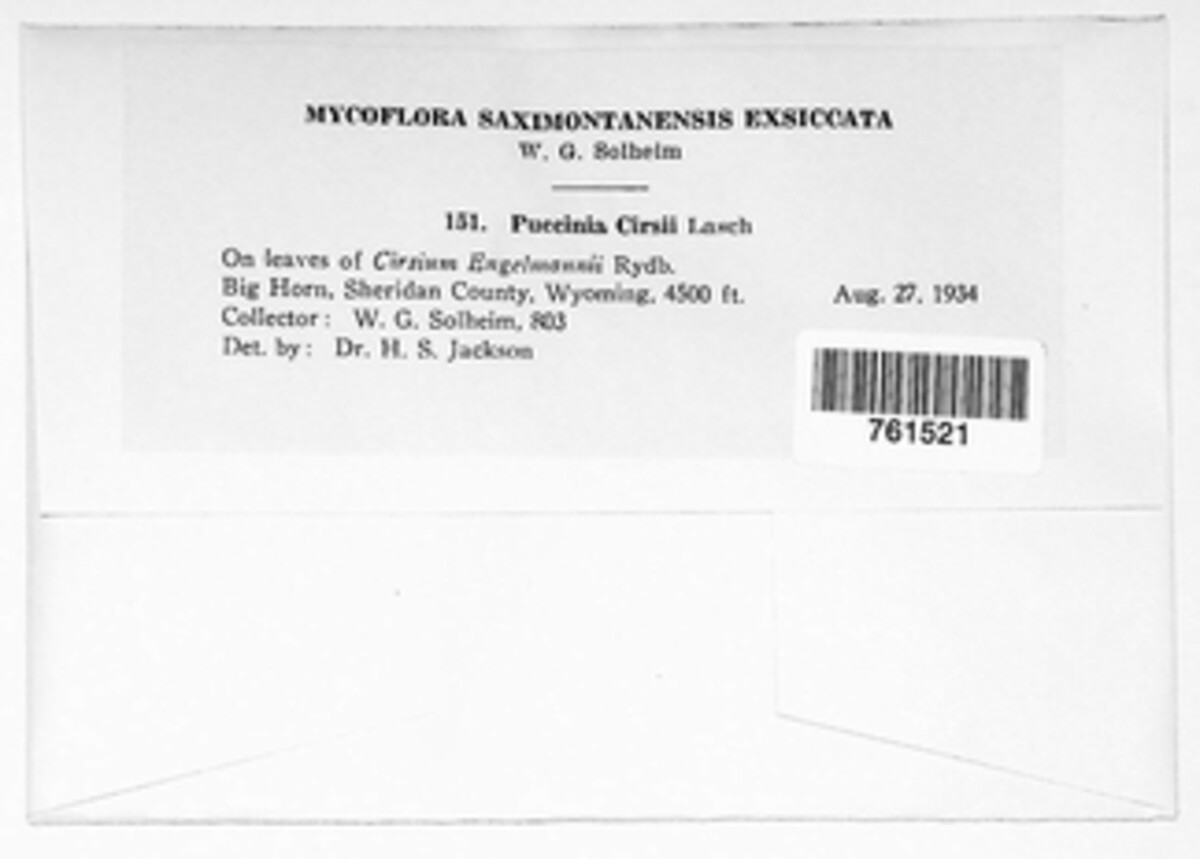 MYCOFLORA SAXIMONTANENSIS EXSICCATA
W. G. Solheim
151. Puccinia Cirsii Lasch
On leaves of Cirsium Engelmannii Rydb.
Big Horn, Sheridan County, Wyoming, 4500 ft. Aug. 27, 1934
Collector: W. G. Solheim, 803
Det. by: Dr. H. S. Jackson
761521